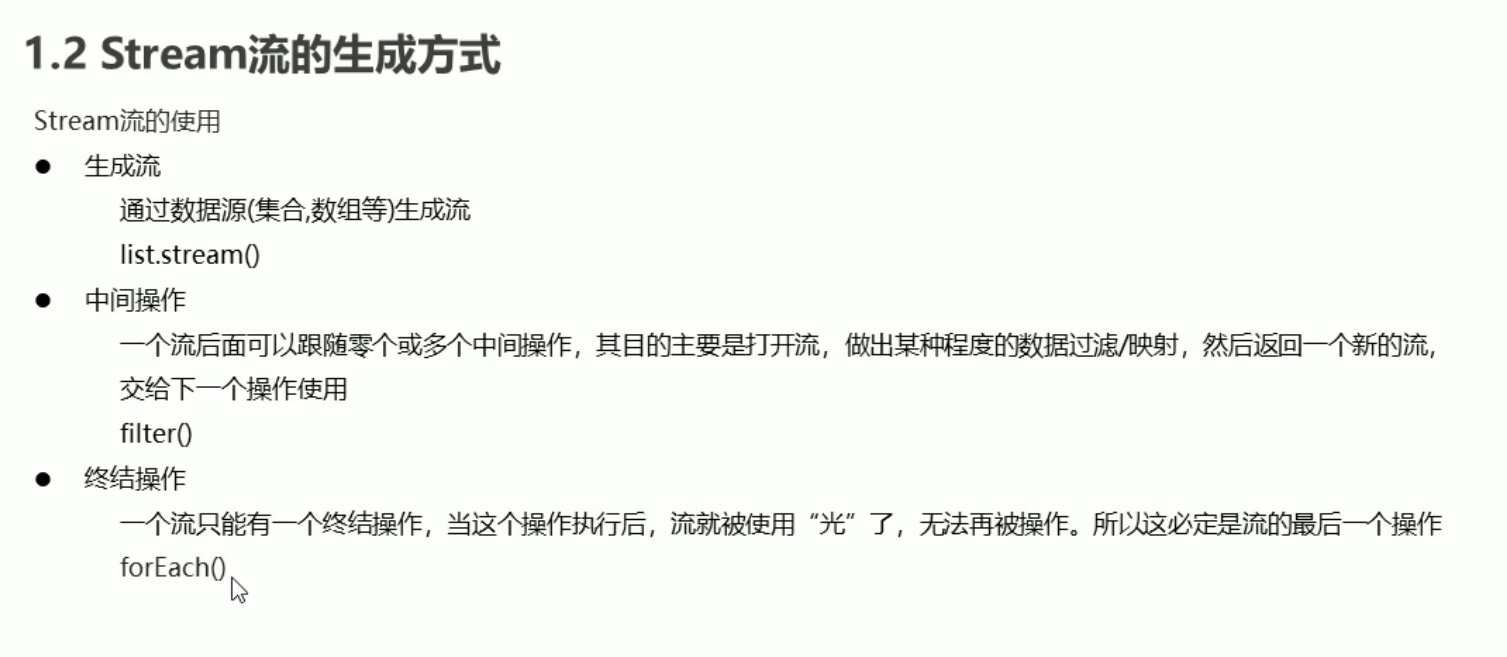 1.2 Stream流的生成方式
Stream流的使用
● 生成流
通过数据源(集合,数组等)生成流
list.stream()
● 中间操作
一个流后面可以跟随零个或多个中间操作，其目的主要是打开流，做出某种程度的数据过滤/映射，然后返回一个新的流，
交给下一个操作使用
filter()
● 终结操作
一个流只能有一个终结操作，当这个操作执行后，流就被使用“光”了，无法再被操作。所以这必定是流的最后一个操作
forEach()